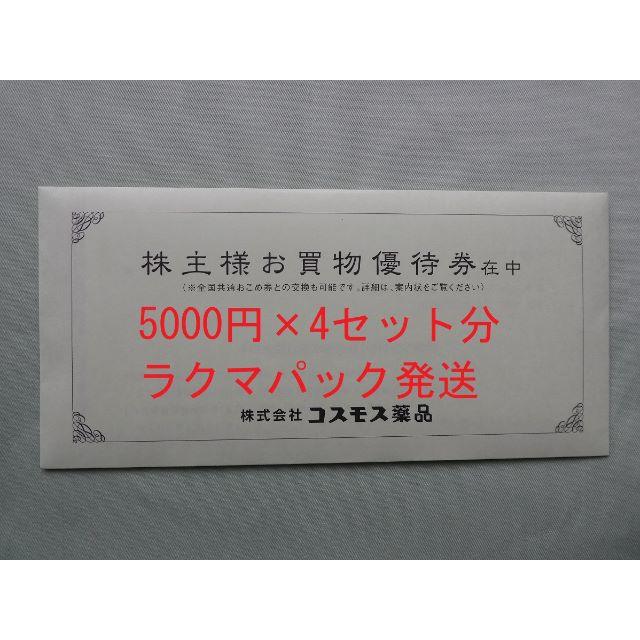 株主様お買物優待券在中
(※全国共通おこめ券との交換も可能です。詳細は、案内状をご覧ください)
5000円×4セット分
ラクマパック発送
株式会社 コスモス薬品